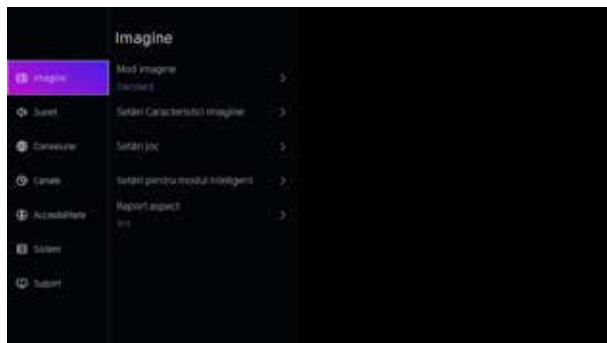 Imagine
Imagine
Mod imagine
Standard
Sunet
Setări Caracteristici Imagine
Conexiune
Setări joc
Canale
Setări pentru modul inteligent
Accesibilitate
Raport aspect
Sistem
Suport